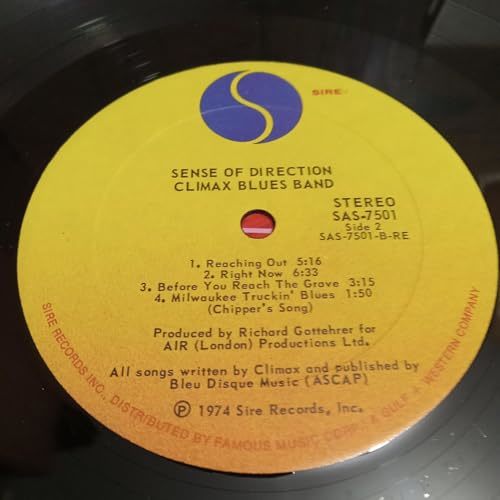 SIRE
SENSE OF DIRECTION
CLIMAX BLUES BAND
STEREO
SAS-7501
Side 2
SAS-7501-B-RE
1. Reaching Out 5:16
2. Right Now 6:33
3. Before You Reach The Grave 3:15
4. Milwaukee Truckin' Blues 1:50
(Chipper's Song)
Produced by Richard Gottehrer for
AIR (London) Productions Ltd.
All songs written by Climax and published by
Bleu Disque Music (ASCAP)
℗ 1974 Sire Records, Inc.
SIRE RECORDS INC., DISTRIBUTED BY FAMOUS MUSIC CORP. A GULF + WESTERN COMPANY